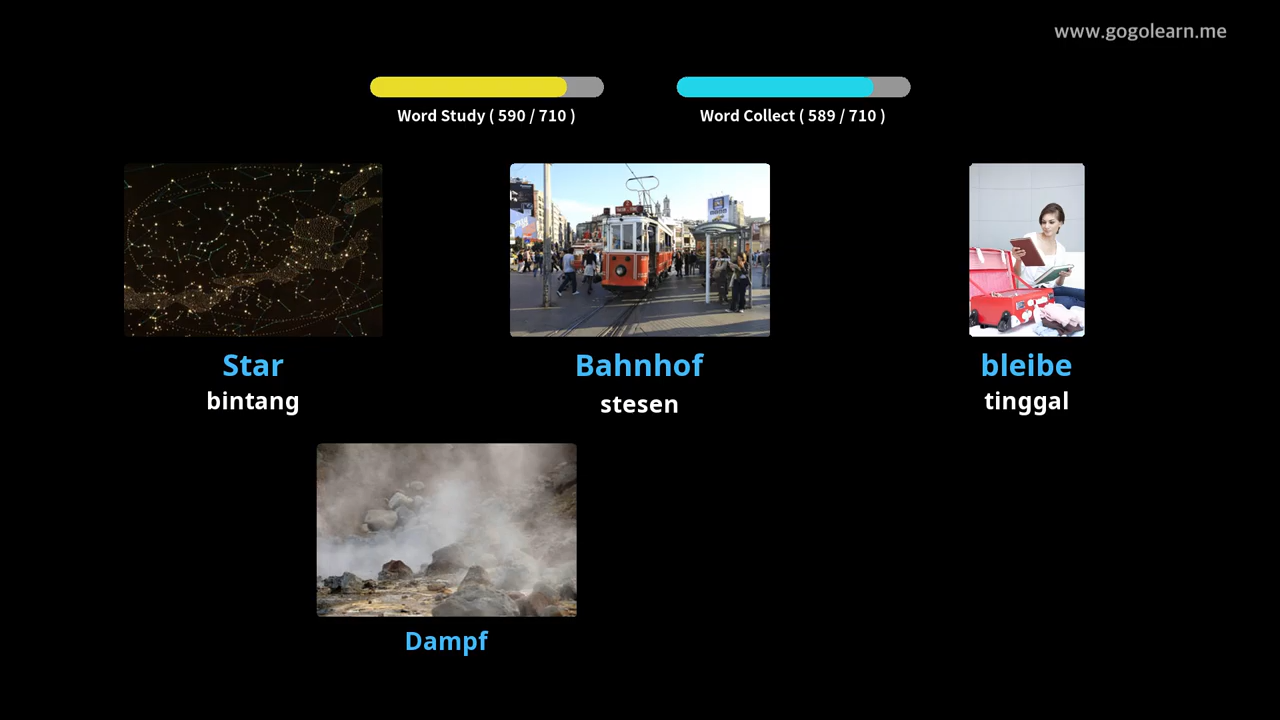 www.gogolearn.me
Word Study ( 590 / 710 )
Word Collect ( 589 / 710 )
Star
bintang
Bahnhof
stesen
bleibe
tinggal
Dampf